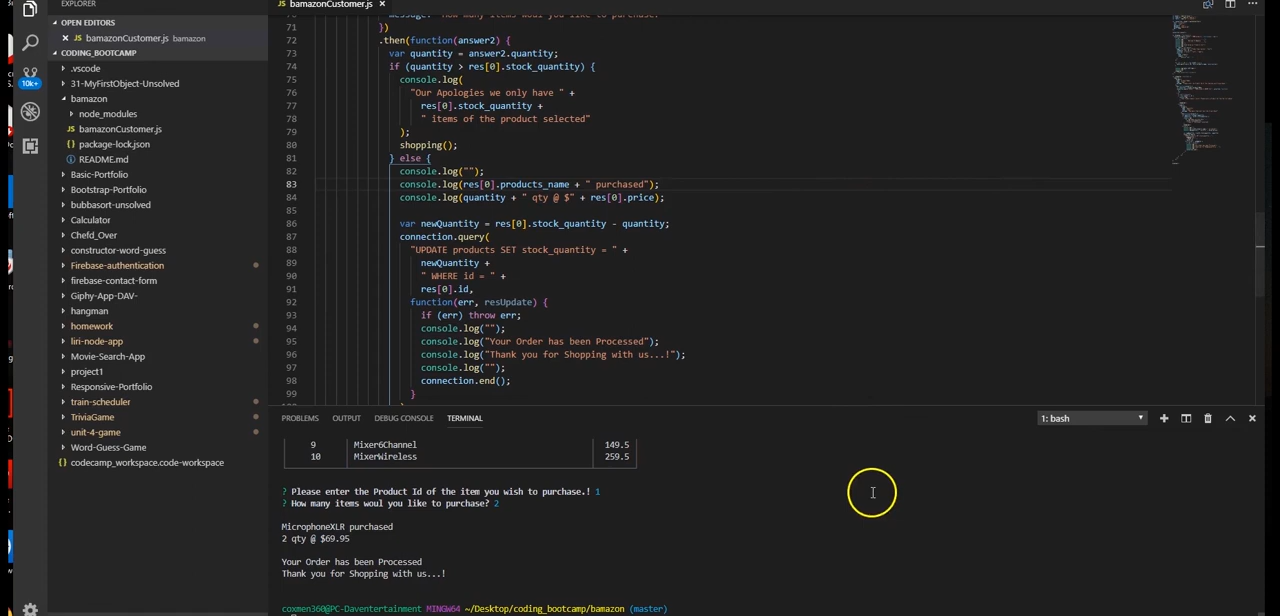 EXPLORER
bamazonCustomer.js ×
OPEN EDITORS
× JS bamazonCustomer.js bamazon
CODING_BOOTCAMP
.vscode
31-MyFirstObject-Unsolved
bamazon
node_modules
JS bamazonCustomer.js
package-lock.json
README.md
Basic-Portfolio
Bootstrap-Portfolio
bubbasort-unsolved
Calculator
Chefd_Over
constructor-word-guess
Firebase-authentication
firebase-contact-form
Giphy-App-DAV-
hangman
homework
liri-node-app
Movie-Search-App
project1
Responsive-Portfolio
train-scheduler
TriviaGame
unit-4-game
Word-Guess-Game
codecamp_workspace.code-workspace
10k+
message: "How many items woul you like to purchase
71 })
72 .then(function(answer2) {
73 var quantity = answer2.quantity;
74 if (quantity > res[0].stock_quantity) {
75 console.log(
76 "Our Apologies we only have " +
77 res[0].stock_quantity +
78 " items of the product selected"
79 );
80 shopping();
81 } else {
82 console.log("");
83 console.log(res[0].products_name + " purchased");
84 console.log(quantity + " qty @ $" + res[0].price);
85
86 var newQuantity = res[0].stock_quantity - quantity;
87 connection.query(
88 "UPDATE products SET stock_quantity = " +
89 newQuantity +
90 " WHERE id = " +
91 res[0].id,
92 function(err, resUpdate) {
93 if (err) throw err;
94 console.log("");
95 console.log("Your Order has been Processed");
96 console.log("Thank you for Shopping with us...!");
97 console.log("");
98 connection.end();
99 }
PROBLEMS OUTPUT DEBUG CONSOLE TERMINAL 1: bash
9 Mixer6Channel 149.5
10 MixerWireless 259.5
? Please enter the Product Id of the item you wish to purchase.! 1
? How many items woul you like to purchase? 2
MicrophoneXLR purchased
2 qty @ $69.95
Your Order has been Processed
Thank you for Shopping with us...!
coxmen360@PC-Daventertainment MINGW64 ~/Desktop/coding_bootcamp/bamazon (master)